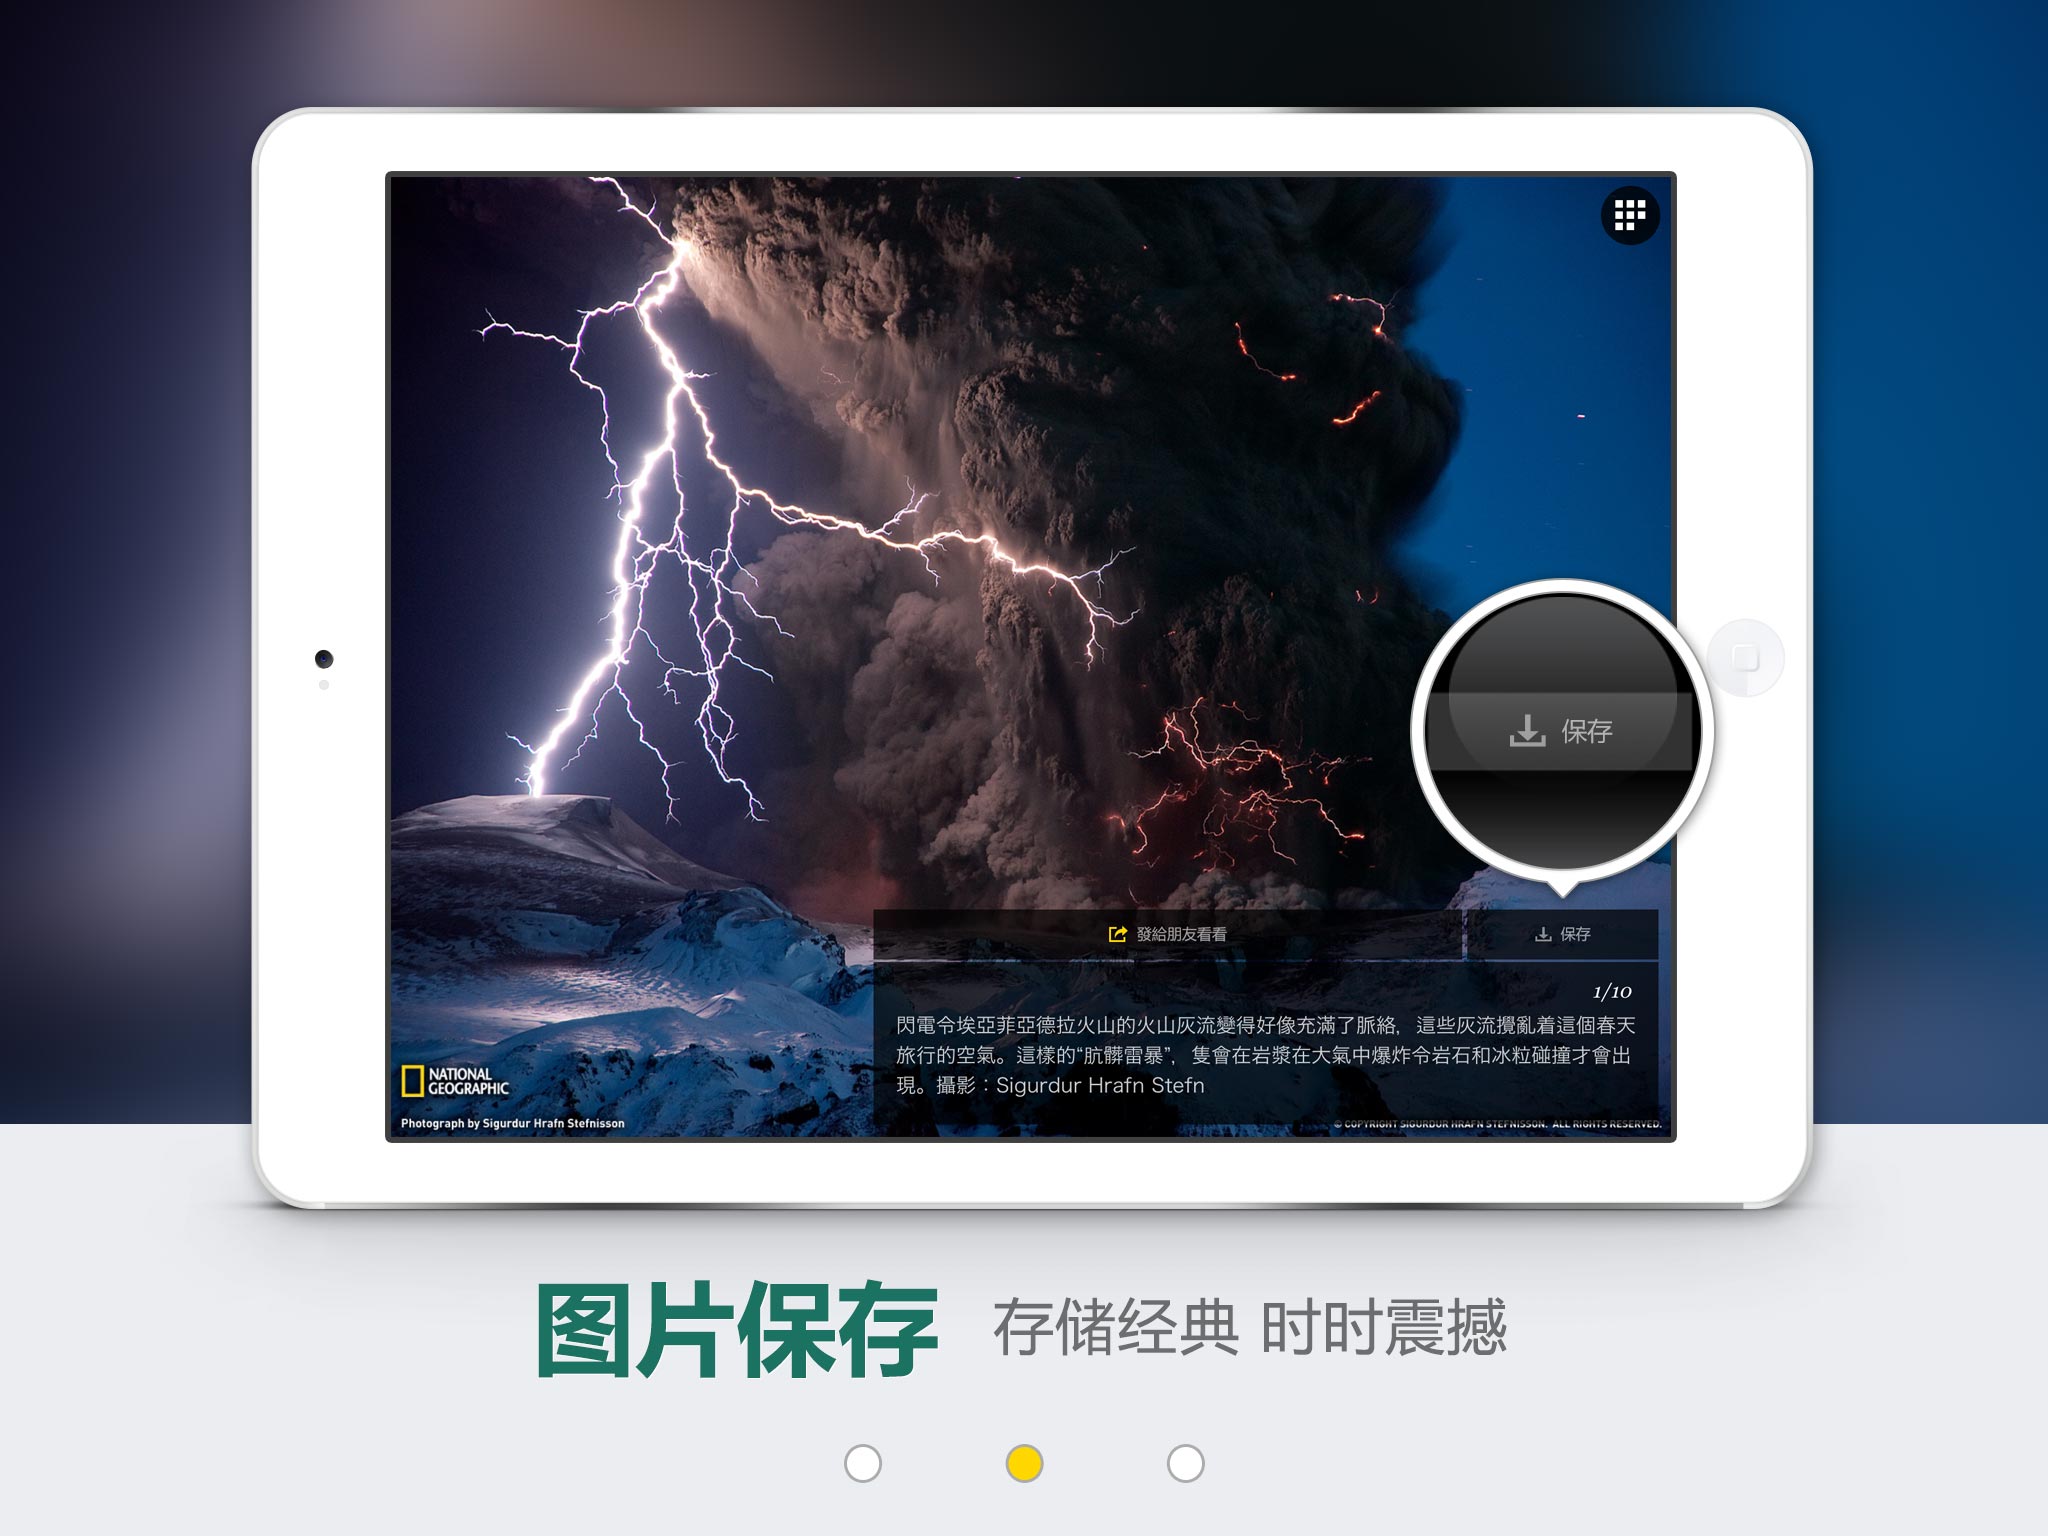 保存
發給朋友看看
保存
1/10
閃電令埃亞菲亞德拉火山的火山灰流變得好像充滿了脈絡，這些灰流攪亂着這個春天
旅行的空氣。這樣的“骯髒雷暴”，隻會在岩漿在大氣中爆炸令岩石和冰粒碰撞才會出
現。攝影：Sigurdur Hrafn Stefn
NATIONAL
GEOGRAPHIC
Photograph by Sigurdur Hrafn Stefnisson
© COPYRIGHT SIGURDUR HRAFN STEFNISSON. ALL RIGHTS RESERVED.
图片保存 存储经典 时时震撼